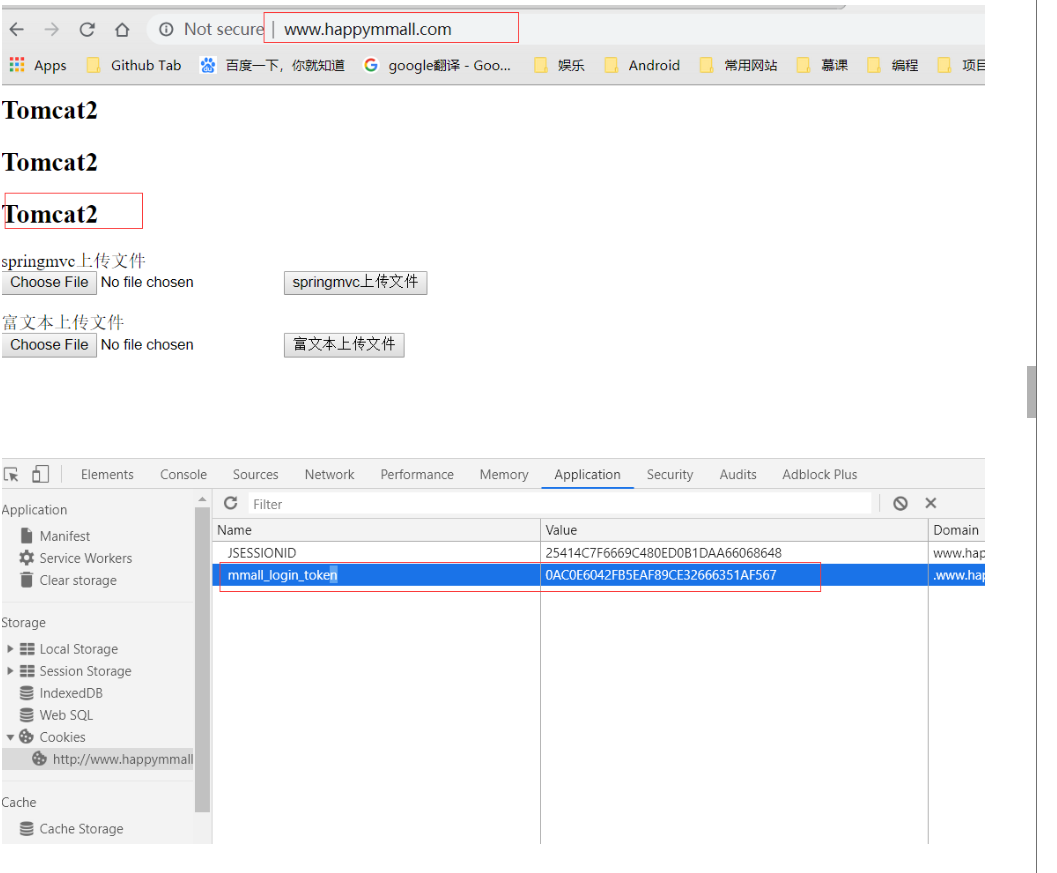 Not secure | www.happymmall.com
Apps Github Tab 百度一下，你就知道 google翻译 - Goo... 娱乐 Android 常用网站 慕课 编程 项目
Tomcat2
Tomcat2
Tomcat2
springmvc上传文件
Choose File No file chosen springmvc上传文件
富文本上传文件
Choose File No file chosen 富文本上传文件
Elements Console Sources Network Performance Memory Application Security Audits Adblock Plus
Application
Filter
Name Value Domain
Manifest
JSESSIONID 25414C7F6669C480ED0B1DAA66068648 www.hap
Service Workers
mmall_login_token 0AC0E6042FB5EAF89CE32666351AF567 .www.hap
Clear storage
Storage
Local Storage
Session Storage
IndexedDB
Web SQL
Cookies
http://www.happymmall
Cache
Cache Storage